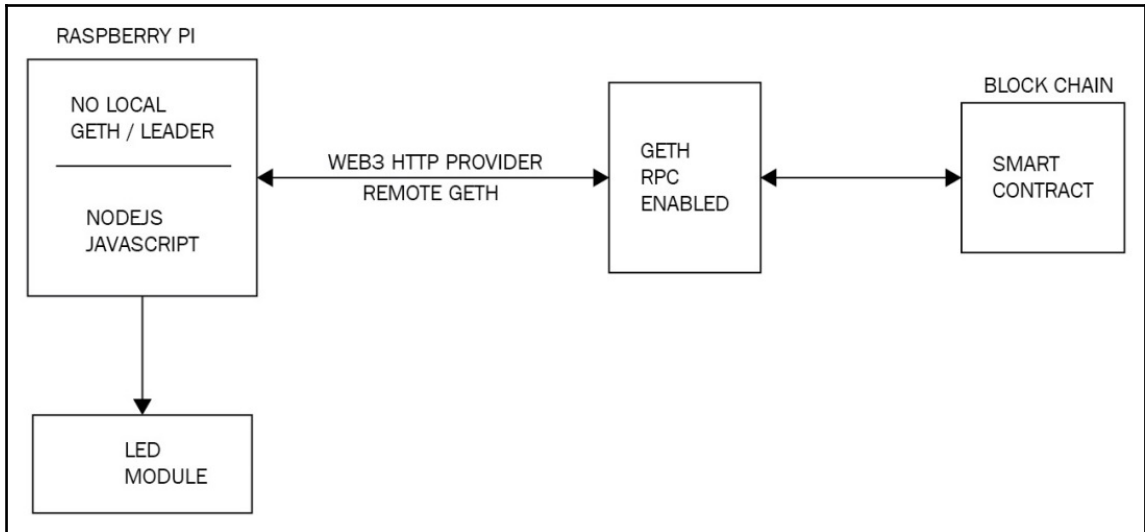 RASPBERRY PI
NO LOCAL
GETH / LEADER
NODEJS
JAVASCRIPT
WEB3 HTTP PROVIDER
REMOTE GETH
GETH
RPC
ENABLED
BLOCK CHAIN
SMART
CONTRACT
LED
MODULE